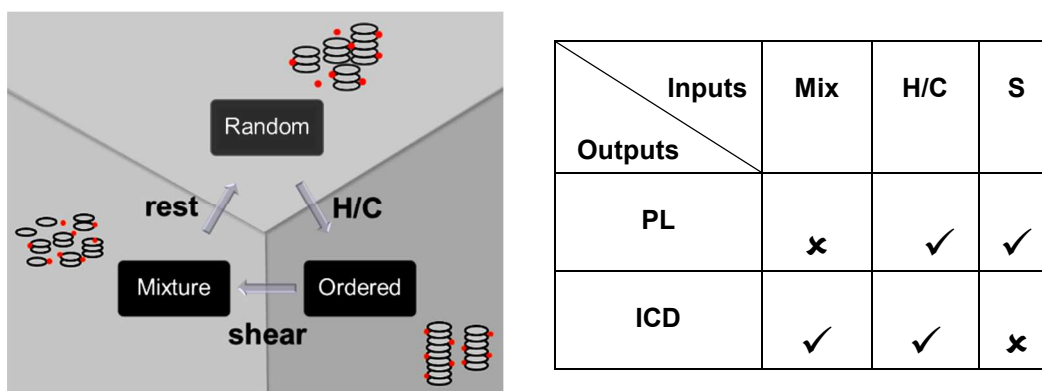 Random
rest
H/C
Mixture
Ordered
shear
Inputs
Mix
H/C
S
Outputs
PL
✗ ✓ ✓
ICD
✓ ✓ ✗